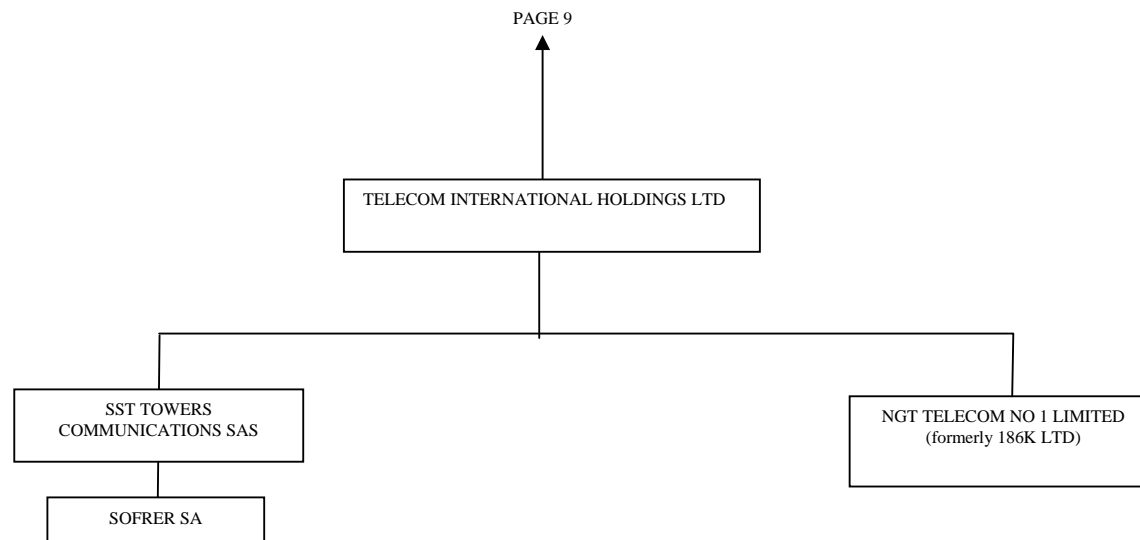 PAGE 9
TELECOM INTERNATIONAL HOLDINGS LTD
SST TOWERS
COMMUNICATIONS SAS
NGT TELECOM NO 1 LIMITED
(formerly 186K LTD)
SOFRER SA